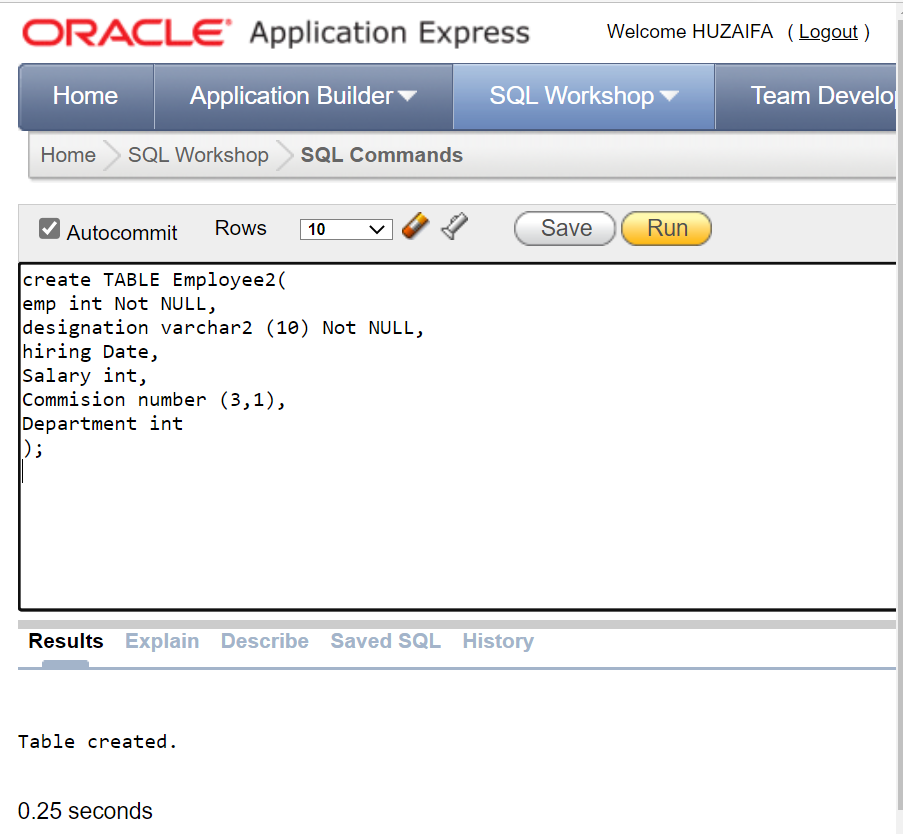 ORACLE® Application Express
Welcome HUZAIFA ( Logout )
Home Application Builder SQL Workshop Team Develo
Home SQL Workshop SQL Commands
Autocommit Rows 10 Save Run
create TABLE Employee2(
emp int Not NULL,
designation varchar2 (10) Not NULL,
hiring Date,
Salary int,
Commision number (3,1),
Department int
);
Results Explain Describe Saved SQL History
Table created.
0.25 seconds